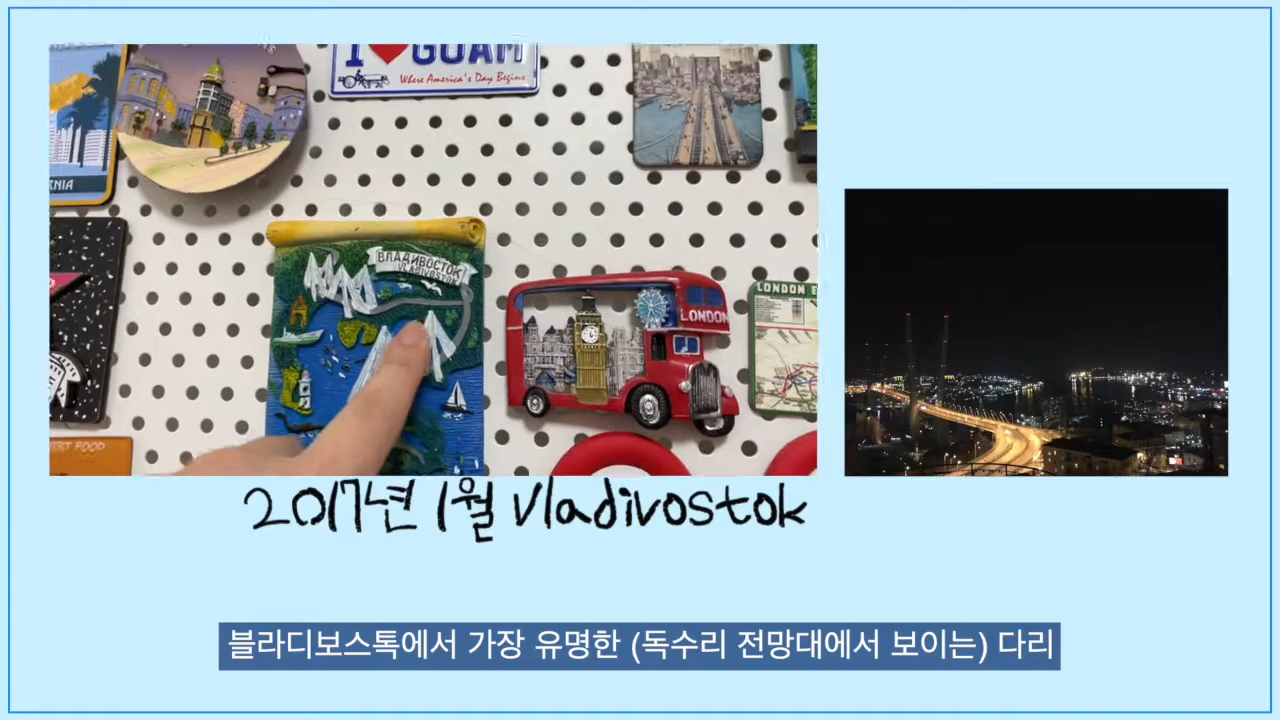 I ♥ GUAM
Where America's Day Begins
NIA
ВЛАДИВОСТОК
VLADIVOSTOK
LONDON
LONDON
FOOD
2017년 1월 Vladivostok
블라디보스톡에서 가장 유명한 (독수리 전망대에서 보이는) 다리